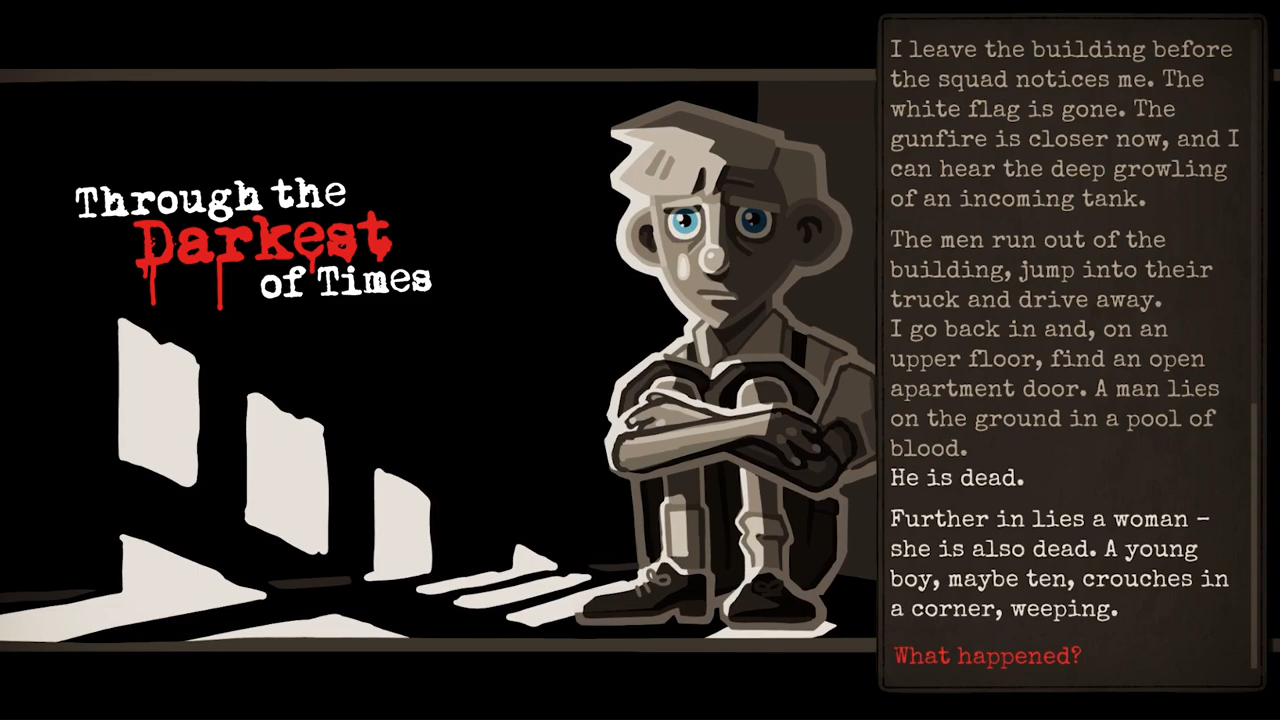 Through the
Darkest
of Times
I leave the building before
the squad notices me. The
white flag is gone. The
gunfire is closer now, and I
can hear the deep growling
of an incoming tank.
The men run out of the
building, jump into their
truck and drive away.
I go back in and, on an
upper floor, find an open
apartment door. A man lies
on the ground in a pool of
blood.
He is dead.
Further in lies a woman –
she is also dead. A young
boy, maybe ten, crouches in
a corner, weeping.
What happened?